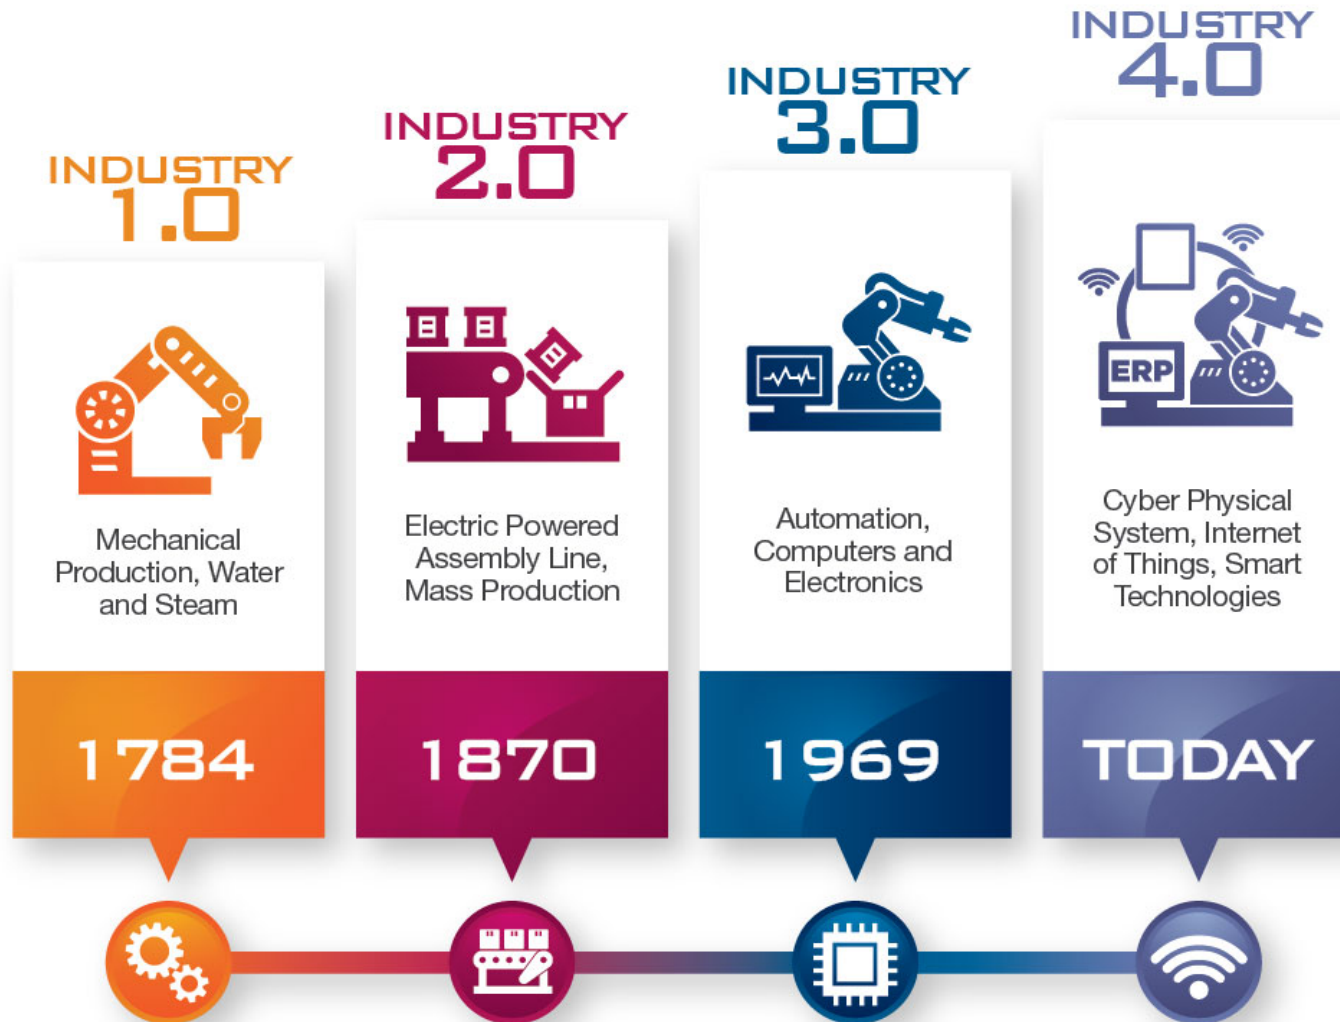 INDUSTRY
1.0
Mechanical
Production, Water
and Steam
1784
INDUSTRY
2.0
Electric Powered
Assembly Line,
Mass Production
1870
INDUSTRY
3.0
Automation,
Computers and
Electronics
1969
INDUSTRY
4.0
ERP
Cyber Physical
System, Internet
of Things, Smart
Technologies
TODAY